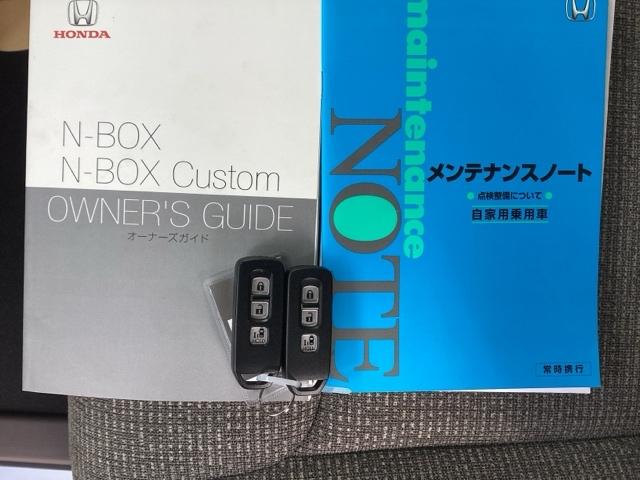 HONDA
N-BOX
N-BOX Custom
OWNER'S GUIDE
オーナーズガイド
maintenance
NOTE
メンテナンスノート
点検整備について
自家用乗用車
常時携行